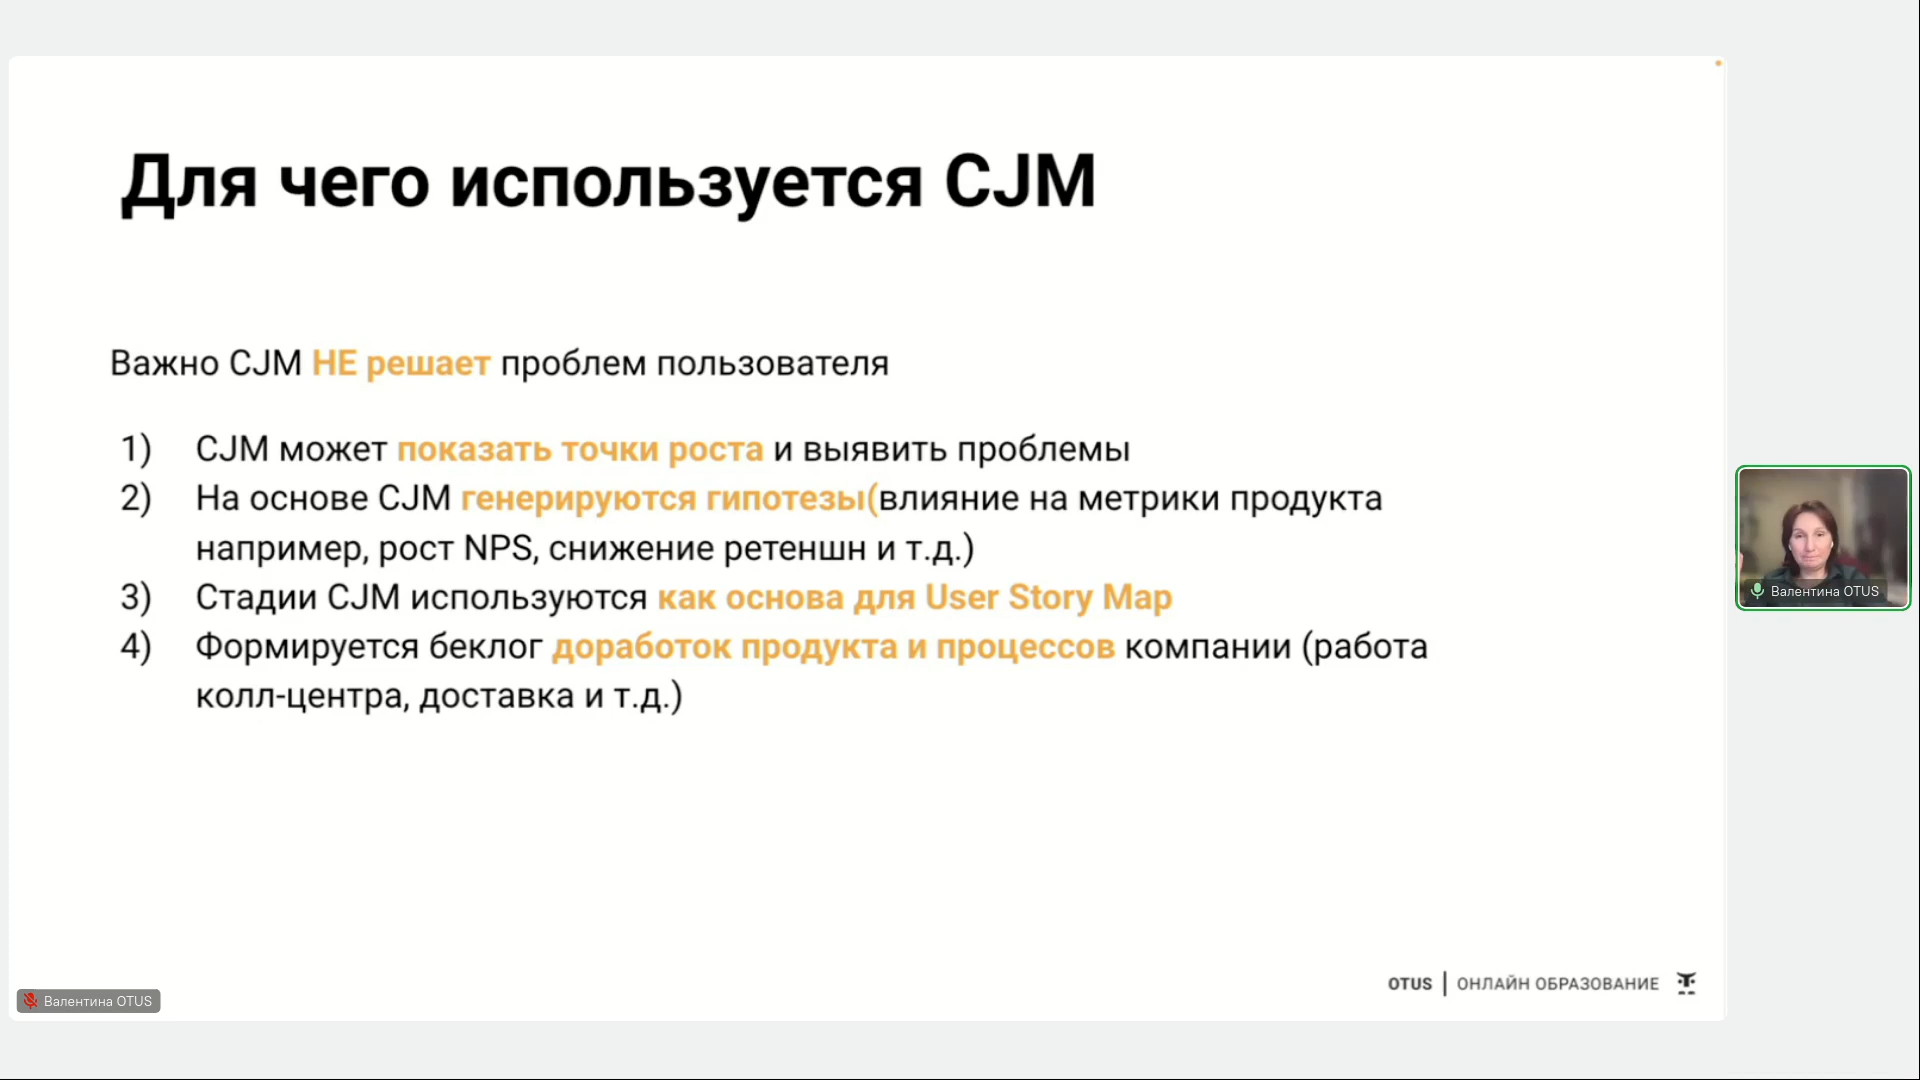 Для чего используется CJM
Важно CJM НЕ решает проблем пользователя
1) CJM может показать точки роста и выявить проблемы
2) На основе CJM генерируются гипотезы(влияние на метрики продукта
например, рост NPS, снижение ретеншн и т.д.)
3) Стадии CJM используются как основа для User Story Map
4) Формируется беклог доработок продукта и процессов компании (работа
колл-центра, доставка и т.д.)
Валентина OTUS
OTUS | ОНЛАЙН ОБРАЗОВАНИЕ
Валентина OTUS